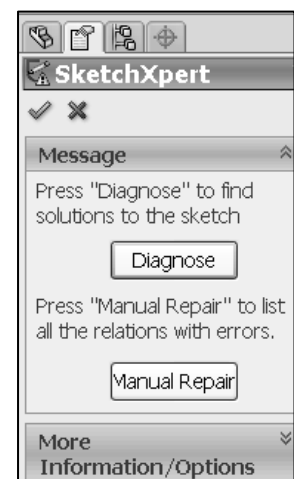 SketchXpert
Message
Press "Diagnose" to find
solutions to the sketch
Diagnose
Press "Manual Repair" to list
all the relations with errors.
Manual Repair
More
Information/Options